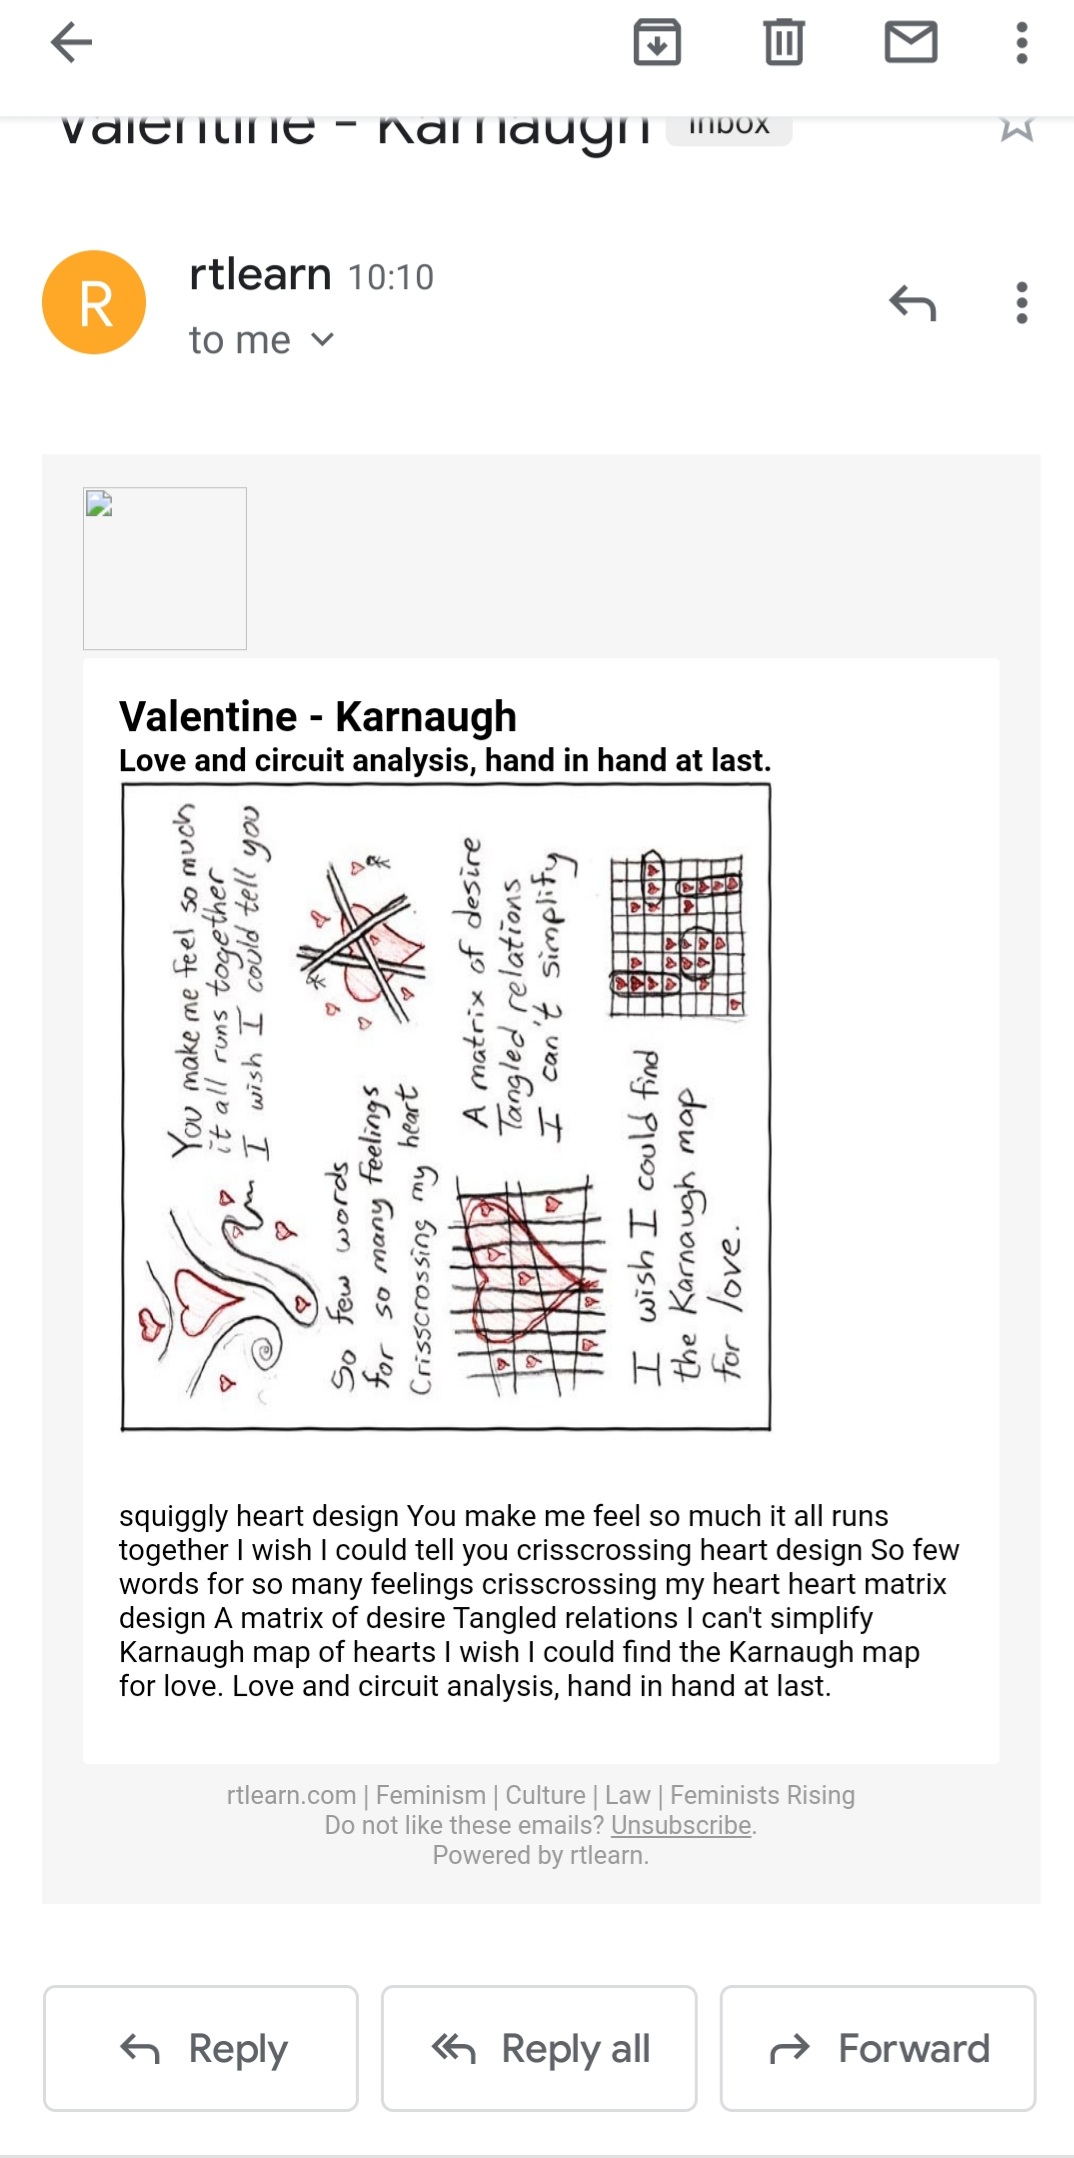 Valentine - Karnaugh Inbox
R
rtlearn 10:10
to me
Valentine - Karnaugh
Love and circuit analysis, hand in hand at last.
You make me feel so much
it all runs together
I wish I could tell you
So few words
for so many feelings
Crisscrossing my heart
A matrix of desire
Tangled relations
I can't simplify
I wish I could find
the Karnaugh map
for love.
squiggly heart design You make me feel so much it all runs
together I wish I could tell you crisscrossing heart design So few
words for so many feelings crisscrossing my heart heart matrix
design A matrix of desire Tangled relations I can't simplify
Karnaugh map of hearts I wish I could find the Karnaugh map
for love. Love and circuit analysis, hand in hand at last.
rtlearn.com | Feminism | Culture | Law | Feminists Rising
Do not like these emails? Unsubscribe.
Powered by rtlearn.
Reply
Reply all
Forward